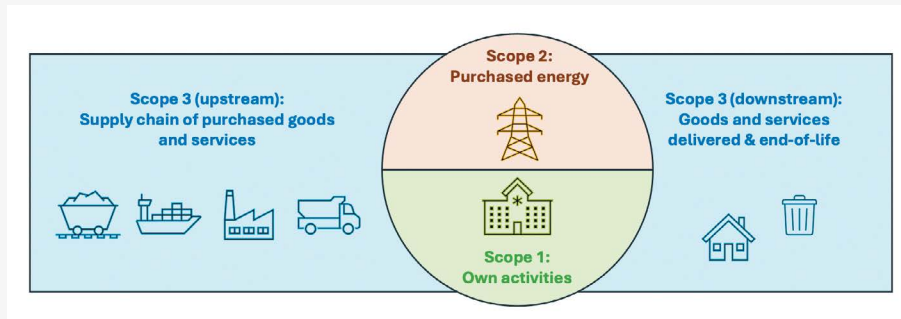 Scope 2:
Purchased energy
Scope 3 (upstream):
Supply chain of purchased goods
and services
Scope 3 (downstream):
Goods and services
delivered & end-of-life
Scope 1:
Own activities